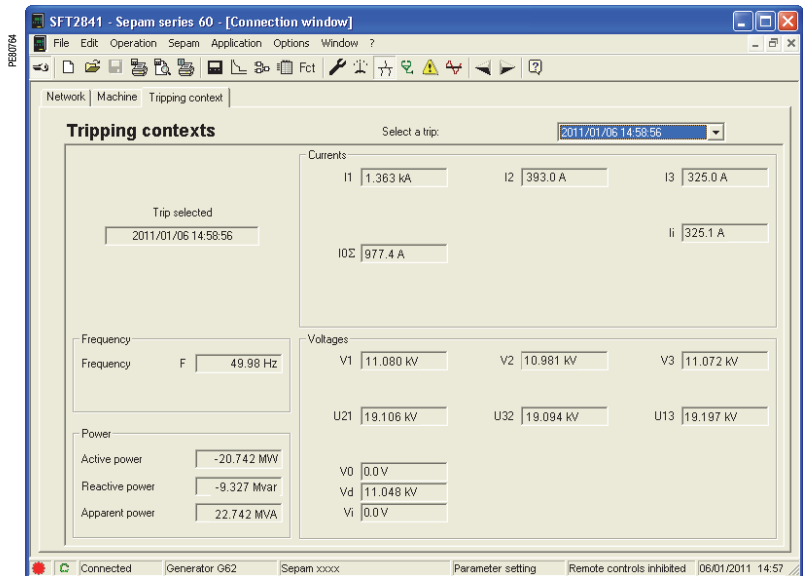 PE80764
SFT2841 - Sepam series 60 - [Connection window]
File Edit Operation Sepam Application Options Window ?
Fct
Network Machine Tripping context
Tripping contexts
Select a trip: 2011/01/06 14:58:56
Trip selected
2011/01/06 14:58:56
Currents
I1 1.363 kA I2 393.0 A I3 325.0 A
Ii 325.1 A
I0Σ 977.4 A
Frequency
Frequency F 49.98 Hz
Power
Active power -20.742 MW
Reactive power -9.327 Mvar
Apparent power 22.742 MVA
Voltages
V1 11.080 kV V2 10.981 kV V3 11.072 kV
U21 19.106 kV U32 19.094 kV U13 19.197 kV
V0 0.0 V
Vd 11.048 kV
Vi 0.0 V
Connected Generator G62 Sepam xxxx Parameter setting Remote controls inhibited 06/01/2011 14:57